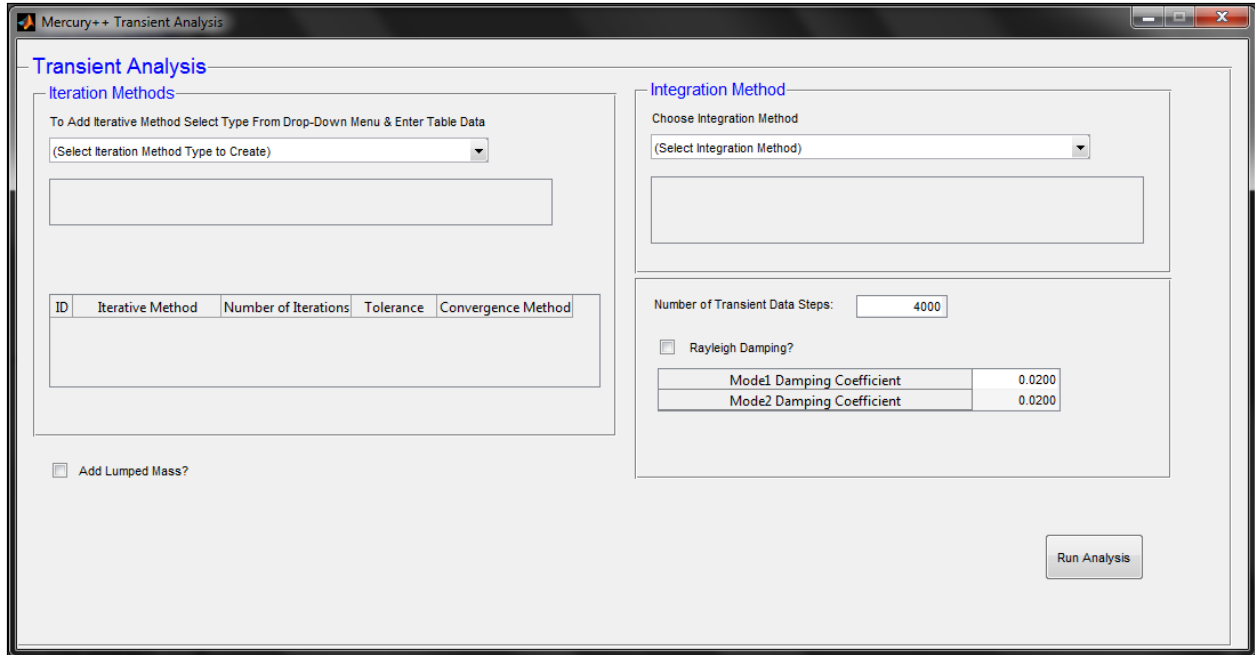 Mercury++ Transient Analysis
Transient Analysis
Iteration Methods
To Add Iterative Method Select Type From Drop-Down Menu & Enter Table Data
(Select Iteration Method Type to Create)
ID Iterative Method Number of Iterations Tolerance Convergence Method
Add Lumped Mass?
Integration Method
Choose Integration Method
(Select Integration Method)
Number of Transient Data Steps: 4000
Rayleigh Damping?
Mode1 Damping Coefficient 0.0200
Mode2 Damping Coefficient 0.0200
Run Analysis